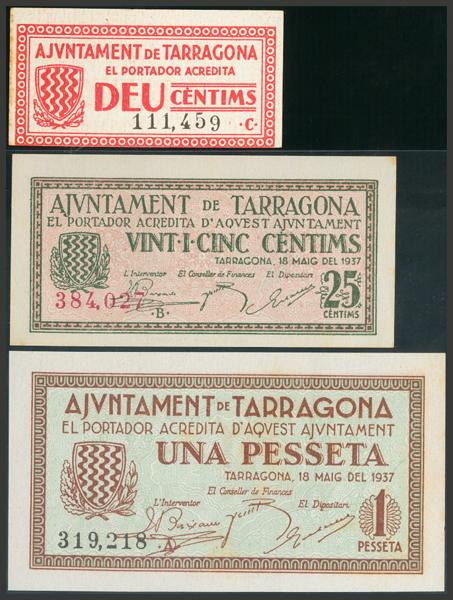 AJVNTAMENT DE TARRAGONA
EL PORTADOR ACREDITA
DEU CÈNTIMS
111,459 ·C·
AJVNTAMENT DE TARRAGONA
EL PORTADOR ACREDITA D'AQVEST AJVNTAMENT
VINT·I·CINC CÈNTIMS
TARRAGONA, 18 MAIG DEL 1937
L'Interventor El Conseller de Finances El Dipositari
384,027
·B·
25
CÈNTIMS
AJVNTAMENT DE TARRAGONA
EL PORTADOR ACREDITA D'AQVEST AJVNTAMENT
UNA PESSETA
TARRAGONA, 18 MAIG DEL 1937
El Conseller de Finances
L'Interventor El Dipositari
319,218 ·A·
1
PESSETA